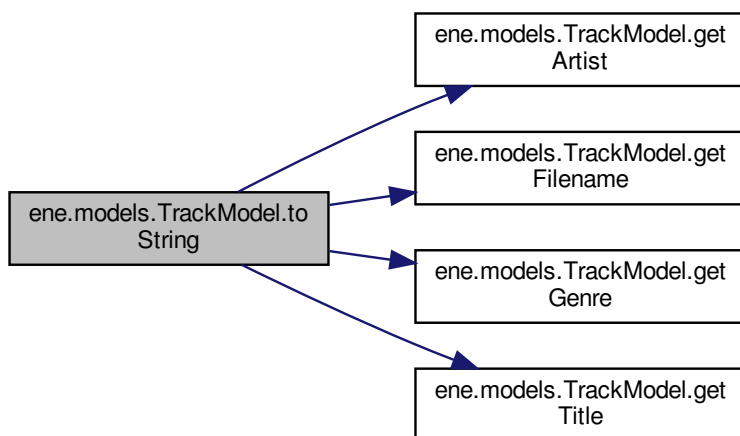 ene.models.TrackModel.get
Artist
ene.models.TrackModel.get
Filename
ene.models.TrackModel.to
String
ene.models.TrackModel.get
Genre
ene.models.TrackModel.get
Title